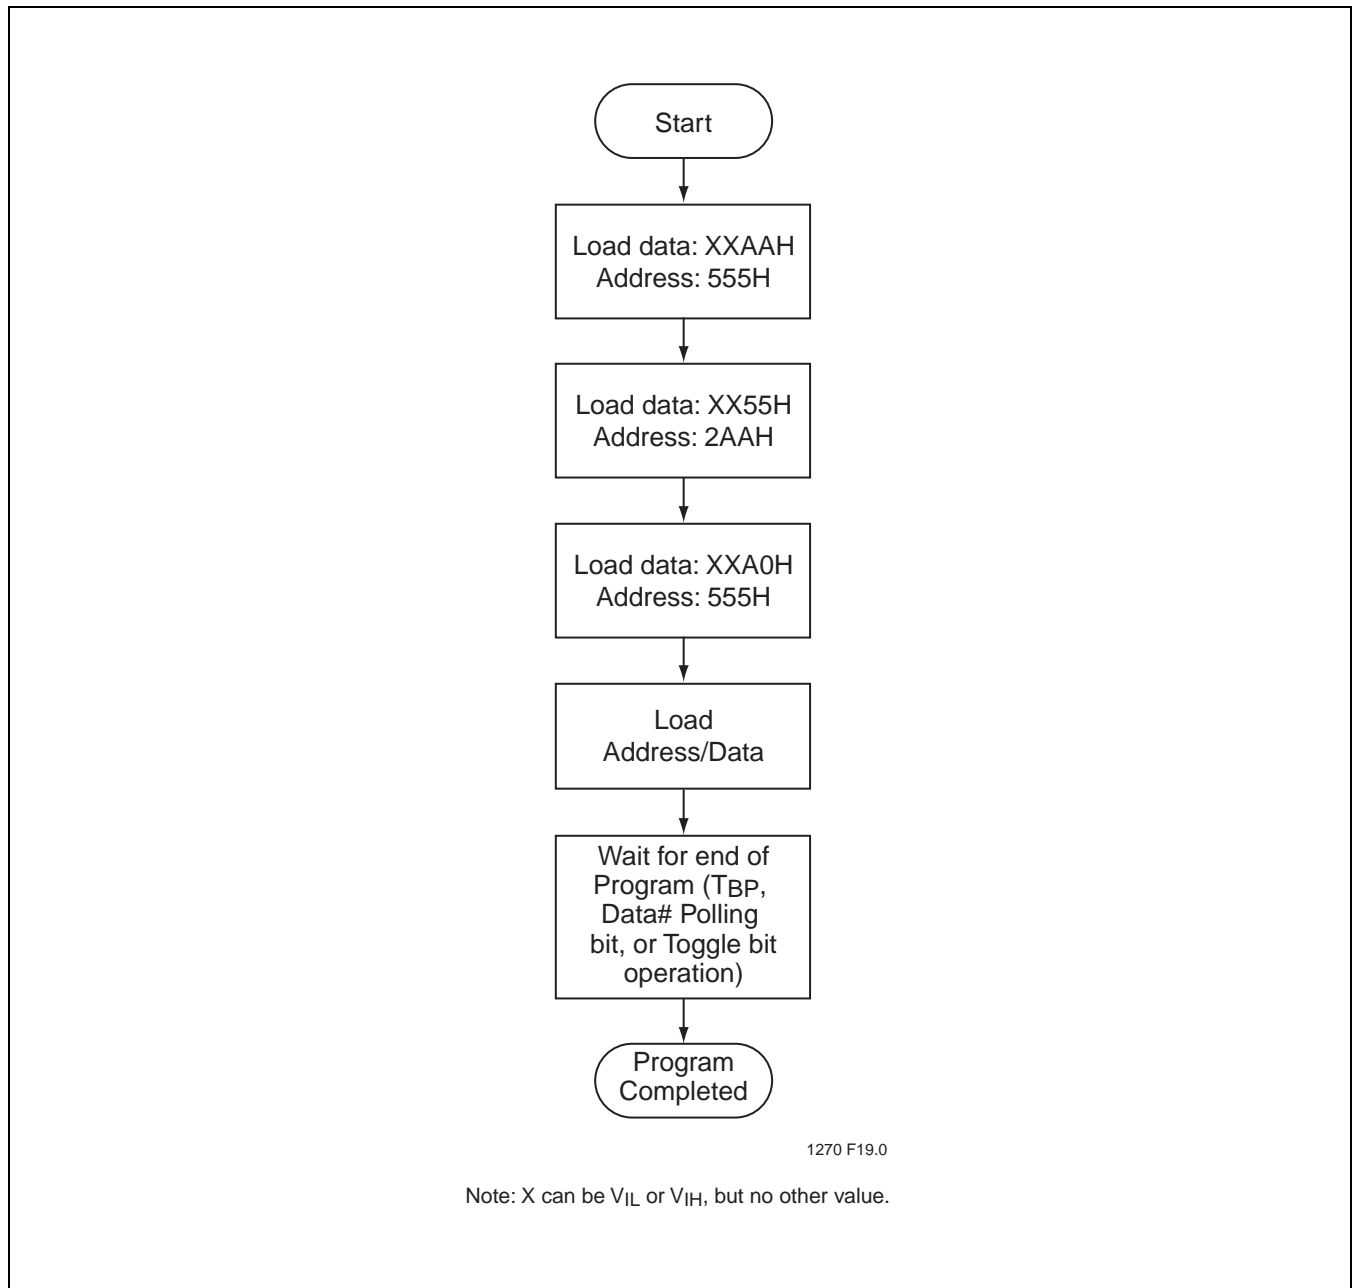 Start
Load data: XXAAH
Address: 555H
Load data: XX55H
Address: 2AAH
Load data: XXA0H
Address: 555H
Load
Address/Data
Wait for end of
Program (TBP,
Data# Polling
bit, or Toggle bit
operation)
Program
Completed
1270 F19.0
Note: X can be VIL or VIH, but no other value.